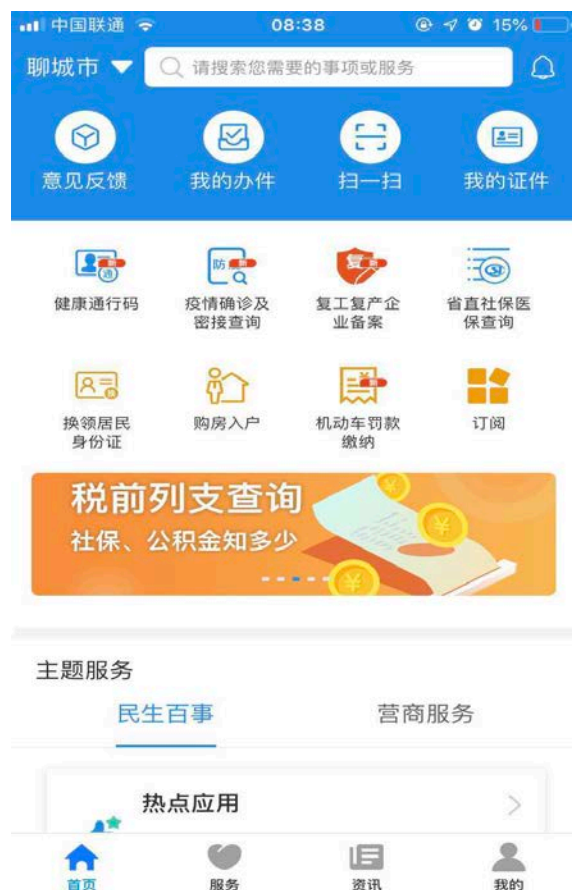 中国联通 08:38 15%
聊城市 请搜索您需要的事项或服务
意见反馈 我的办件 扫一扫 我的证件
健康通行码 疫情确诊及密接查询 复工复产企业备案 省直社保医保查询
换领居民身份证 购房入户 机动车罚款缴纳 订阅
税前列支查询
社保、公积金知多少
主题服务
民生百事 营商服务
热点应用
首页 服务 资讯 我的